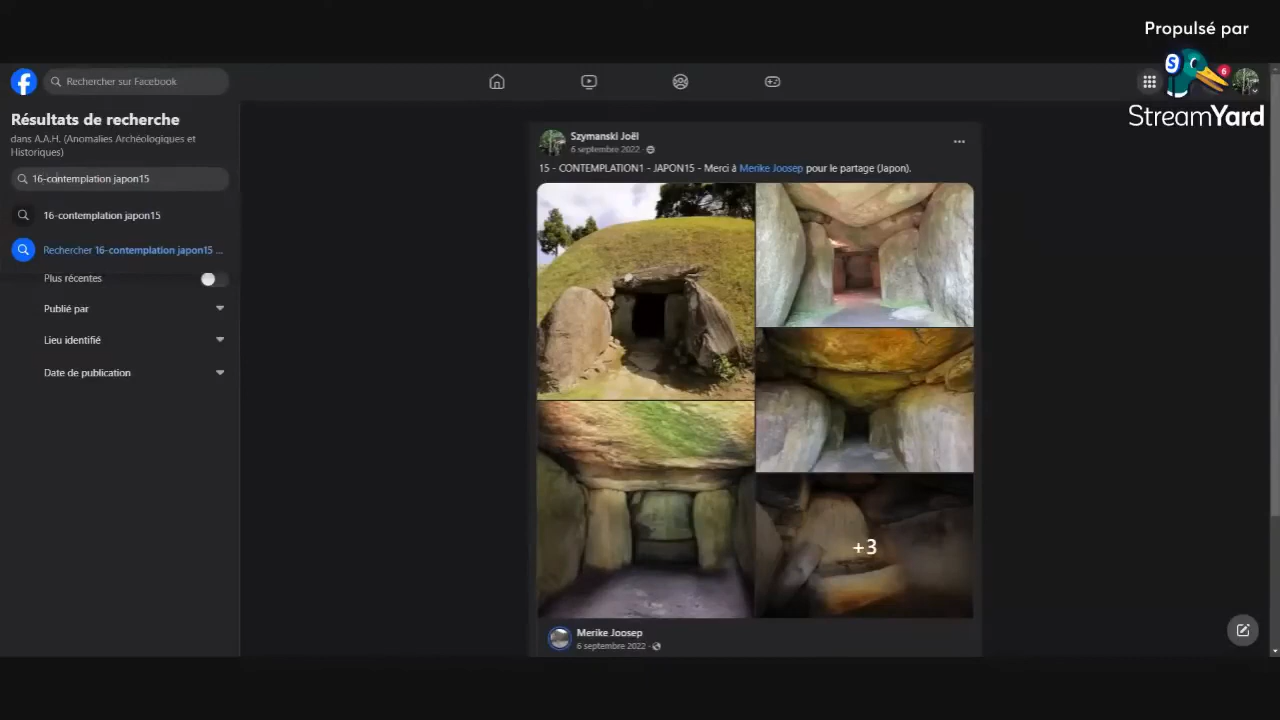 Propulsé par
StreamYard
S
6
Rechercher sur Facebook
Résultats de recherche
dans A.A.H. (Anomalies Archéologiques et
Historiques)
16-contemplation japon15
16-contemplation japon15
Rechercher 16-contemplation japon15 ...
Plus récentes
Publié par
Lieu identifié
Date de publication
Szymanski Joël
6 septembre 2022
15 - CONTEMPLATION1 - JAPON15 - Merci à Merike Joosep pour le partage (Japon).
+3
Merike Joosep
6 septembre 2022